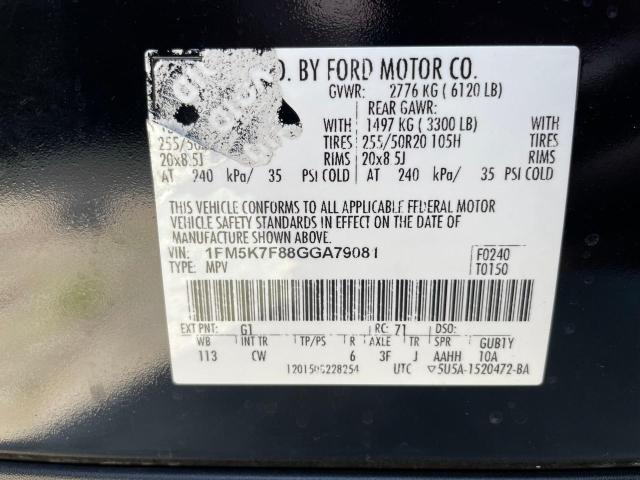 D. BY FORD MOTOR CO.
GVWR: 2776 KG ( 6120 LB)
REAR GAWR:
WITH 1497 KG ( 3300 LB)
255/50 TIRES 255/50R20 105H
20x8.5J RIMS 20x8.5J
AT 240 kPa/ 35 PSI COLD AT 240 kPa/ 35 PSI COLD
WITH
TIRES
RIMS
THIS VEHICLE CONFORMS TO ALL APPLICABLE FEDERAL MOTOR
VEHICLE SAFETY STANDARDS IN EFFECT ON THE DATE OF
MANUFACTURE SHOWN ABOVE.
VIN: 1FM5K7F88GGA79081
TYPE: MPV
F0240
T0150
EXT PNT: G1 RC: 71 DSO:
WB INT TR TP/PS R AXLE TR SPR GUB1Y
113 CW 6 3F J AAHH 10A
UTC ▽5U5A-1520472-BA